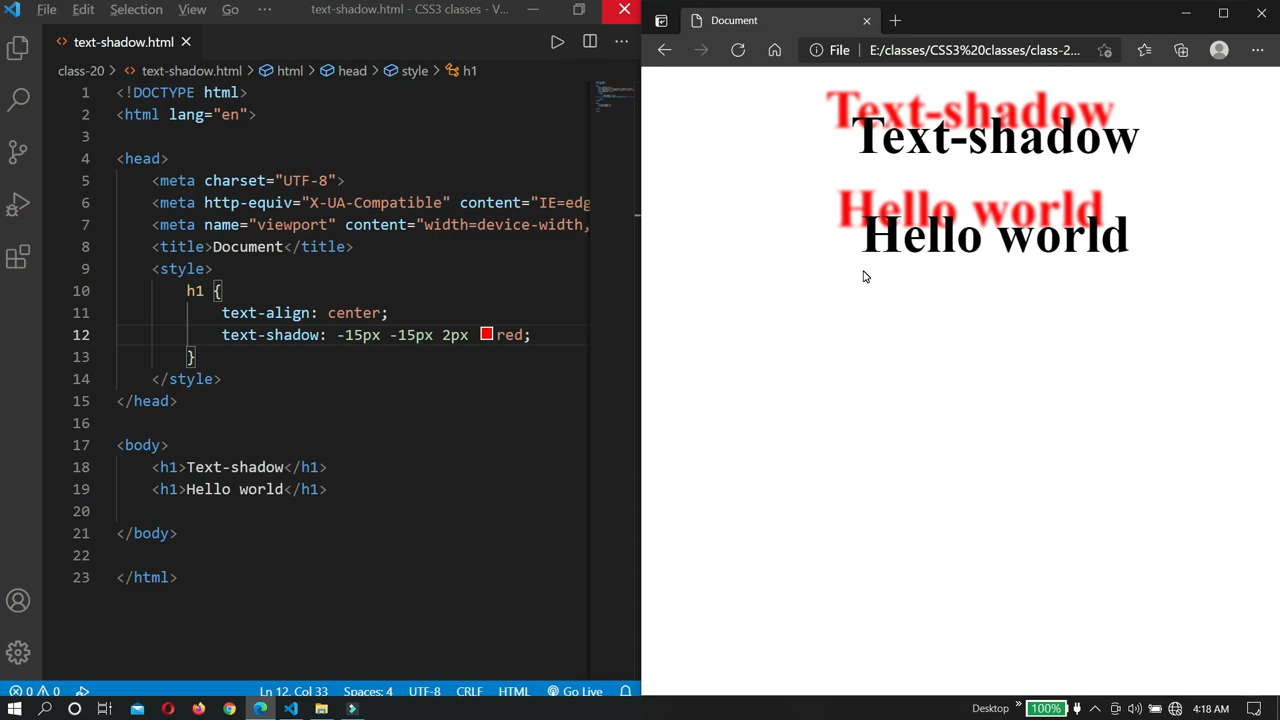 File Edit Selection View Go ··· text-shadow.html - CSS3 classes - V...
text-shadow.html
class-20 > text-shadow.html > html > head > style > h1
1 <!DOCTYPE html>
2 <html lang="en">
3
4 <head>
5 <meta charset="UTF-8">
6 <meta http-equiv="X-UA-Compatible" content="IE=edg
7 <meta name="viewport" content="width=device-width,
8 <title>Document</title>
9 <style>
10 h1 {
11 text-align: center;
12 text-shadow: -15px -15px 2px red;
13 }
14 </style>
15 </head>
16
17 <body>
18 <h1>Text-shadow</h1>
19 <h1>Hello world</h1>
20
21 </body>
22
23 </html>
0 0 Ln 12, Col 33 Spaces: 4 UTF-8 CRLF HTML Go Live
Document
File E:/classes/CSS3%20classes/class-2...
Text-shadow
Text-shadow
Hello world
Hello world
Desktop » 100% 4:18 AM